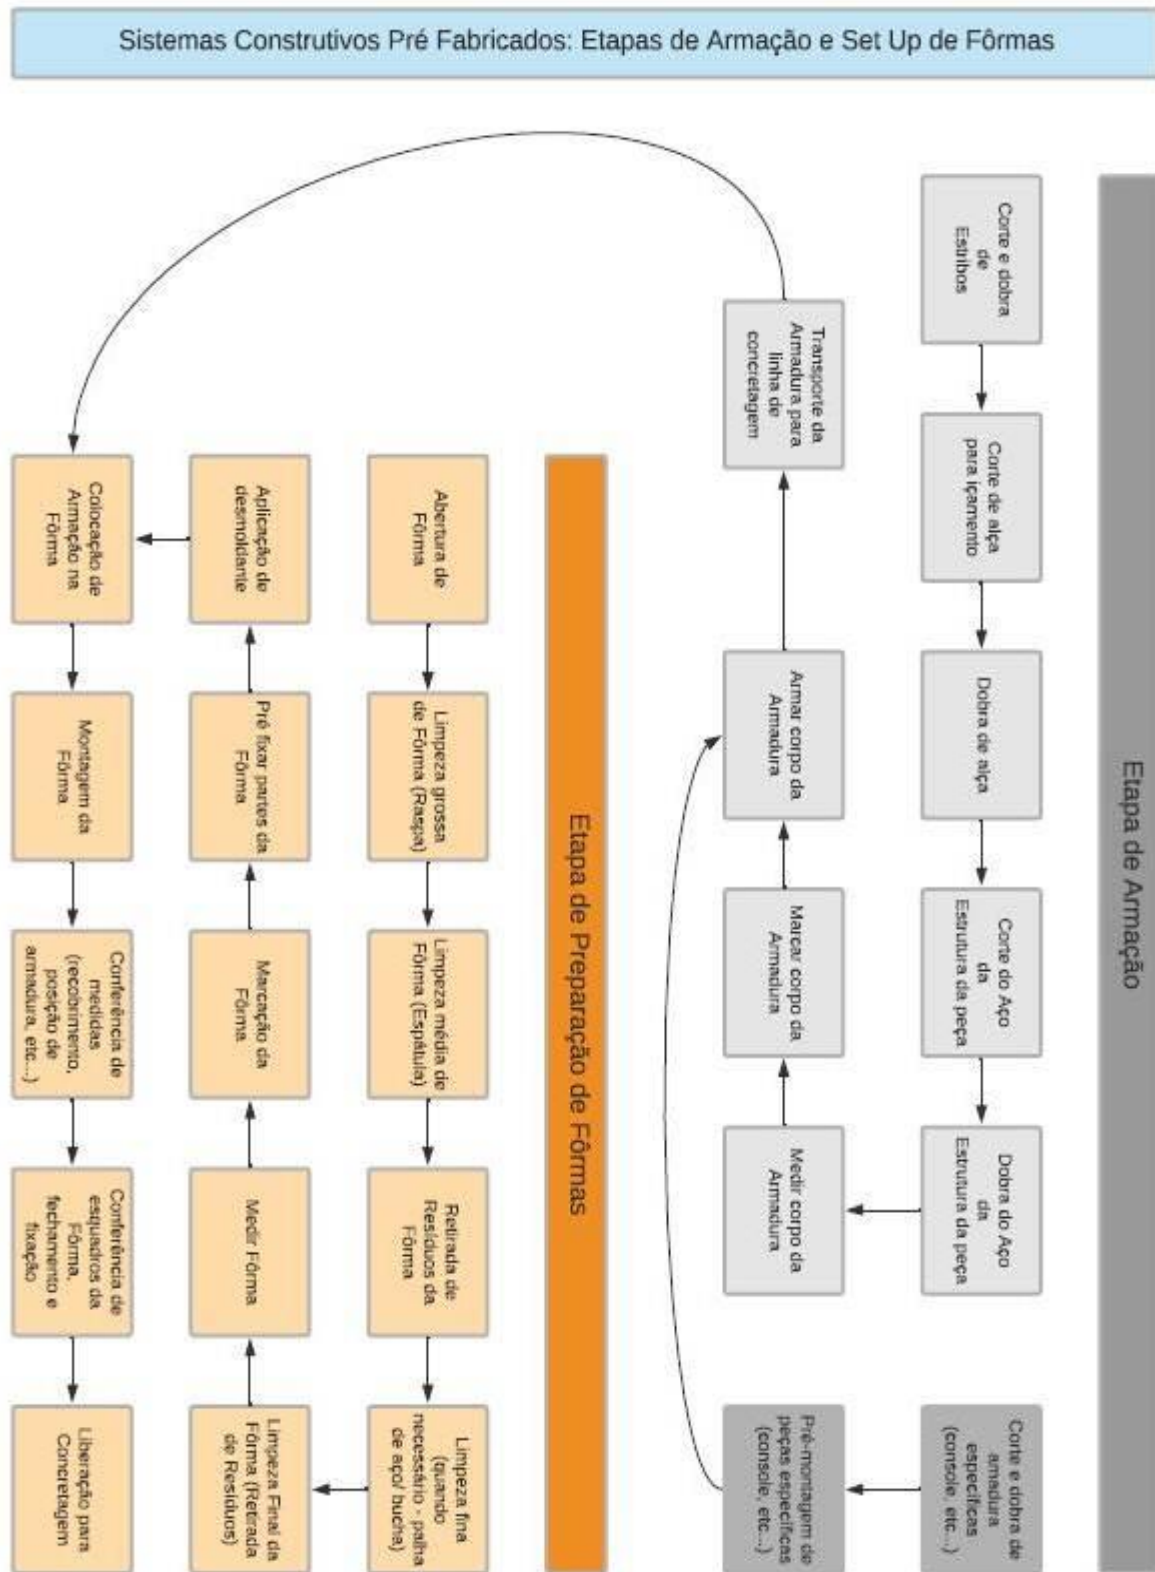 Sistemas Construtivos Pré Fabricados: Etapas de Armação e Set Up de Fôrmas
Etapa de Armação
Corte e dobra
de
Estribos
Corte de alça
para içamento
Dobra de alça
Corte do Aço
da
Estrutura da peça
Dobra do Aço
da
Estrutura da peça
Corte e dobra de
amadura
específicas
(console, etc...)
Transporte da
Armadura para
linha de
concretagem
Armar corpo da
Armadura
Marcar corpo da
Armadura
Medir corpo da
Armadura
Pré-montagem de
peças específicas
(console, etc...)
Etapa de Preparação de Fôrmas
Abertura de
Fôrma
Limpeza grossa
de Fôrma (Raspa)
Limpeza média de
Fôrma (Espátula)
Retirada de
Resíduos da
Fôrma
Limpeza fina
(quando
necessário - palha
de aço/ bucha)
Aplicação de
desmoldante
Pré fixar partes da
Fôrma
Marcação da
Fôrma
Medir Fôrma
Limpeza Final da
Fôrma (Retirada
de Resíduos)
Colocação de
Armação na
Fôrma
Montagem da
Fôrma
Conferência de
medidas
(recobrimento,
posição de
armadura, etc...)
Conferência de
esquadros da
Fôrma,
fechamento e
fixação
Liberação para
Concretagem